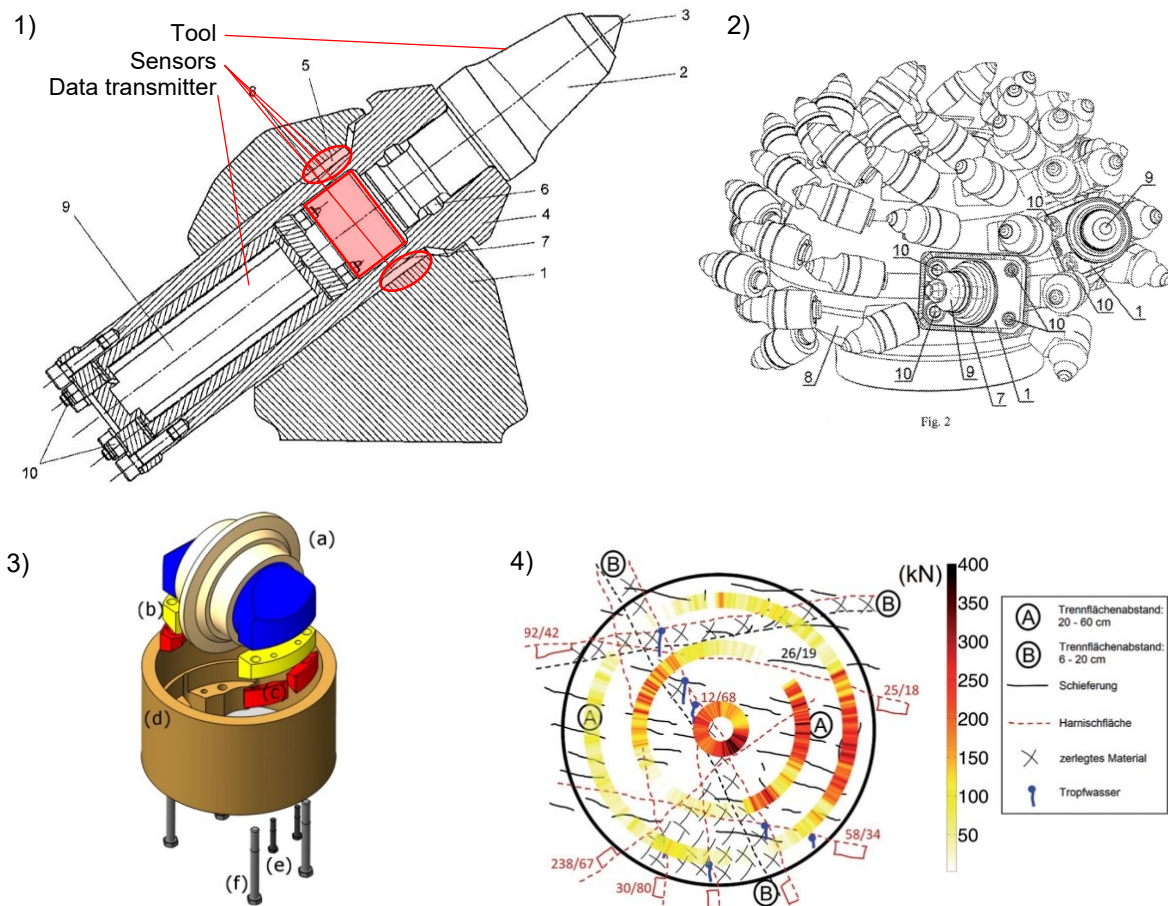 1)
Tool
Sensors
Data transmitter
8
5
3
2
9
6
4
7
1
10
2)
9
10
10
10
10
1
8
10
9
7
1
Fig. 2
3)
(a)
(b)
(c)
(d)
(e)
(f)
4)
(kN)
400
350
300
250
200
150
100
50
B
B
92/42
26/19
25/18
12/68
A
A
58/34
238/67
30/80
B
A
Trennflächenabstand:
20 - 60 cm
B
Trennflächenabstand:
6 - 20 cm
Schieferung
Harnischfläche
zerlegtes Material
Tropfwasser